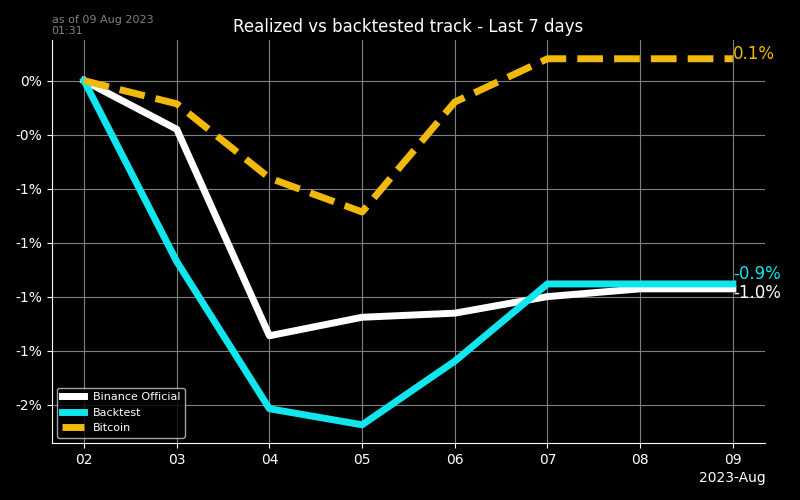 as of 09 Aug 2023
01:31
Realized vs backtested track - Last 7 days
0.1%
0%
-0%
-1%
-1%
-0.9%
-1.0%
-1%
-1%
-2%
Binance Official
Backtest
Bitcoin
02 03 04 05 06 07 08 09
2023-Aug